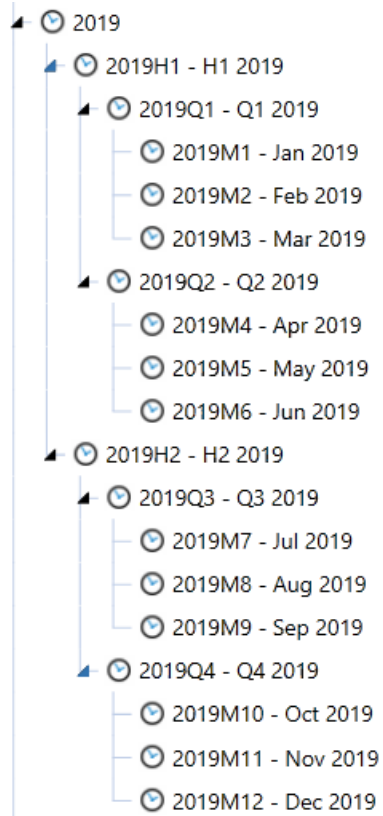 2019
2019H1 - H1 2019
2019Q1 - Q1 2019
2019M1 - Jan 2019
2019M2 - Feb 2019
2019M3 - Mar 2019
2019Q2 - Q2 2019
2019M4 - Apr 2019
2019M5 - May 2019
2019M6 - Jun 2019
2019H2 - H2 2019
2019Q3 - Q3 2019
2019M7 - Jul 2019
2019M8 - Aug 2019
2019M9 - Sep 2019
2019Q4 - Q4 2019
2019M10 - Oct 2019
2019M11 - Nov 2019
2019M12 - Dec 2019